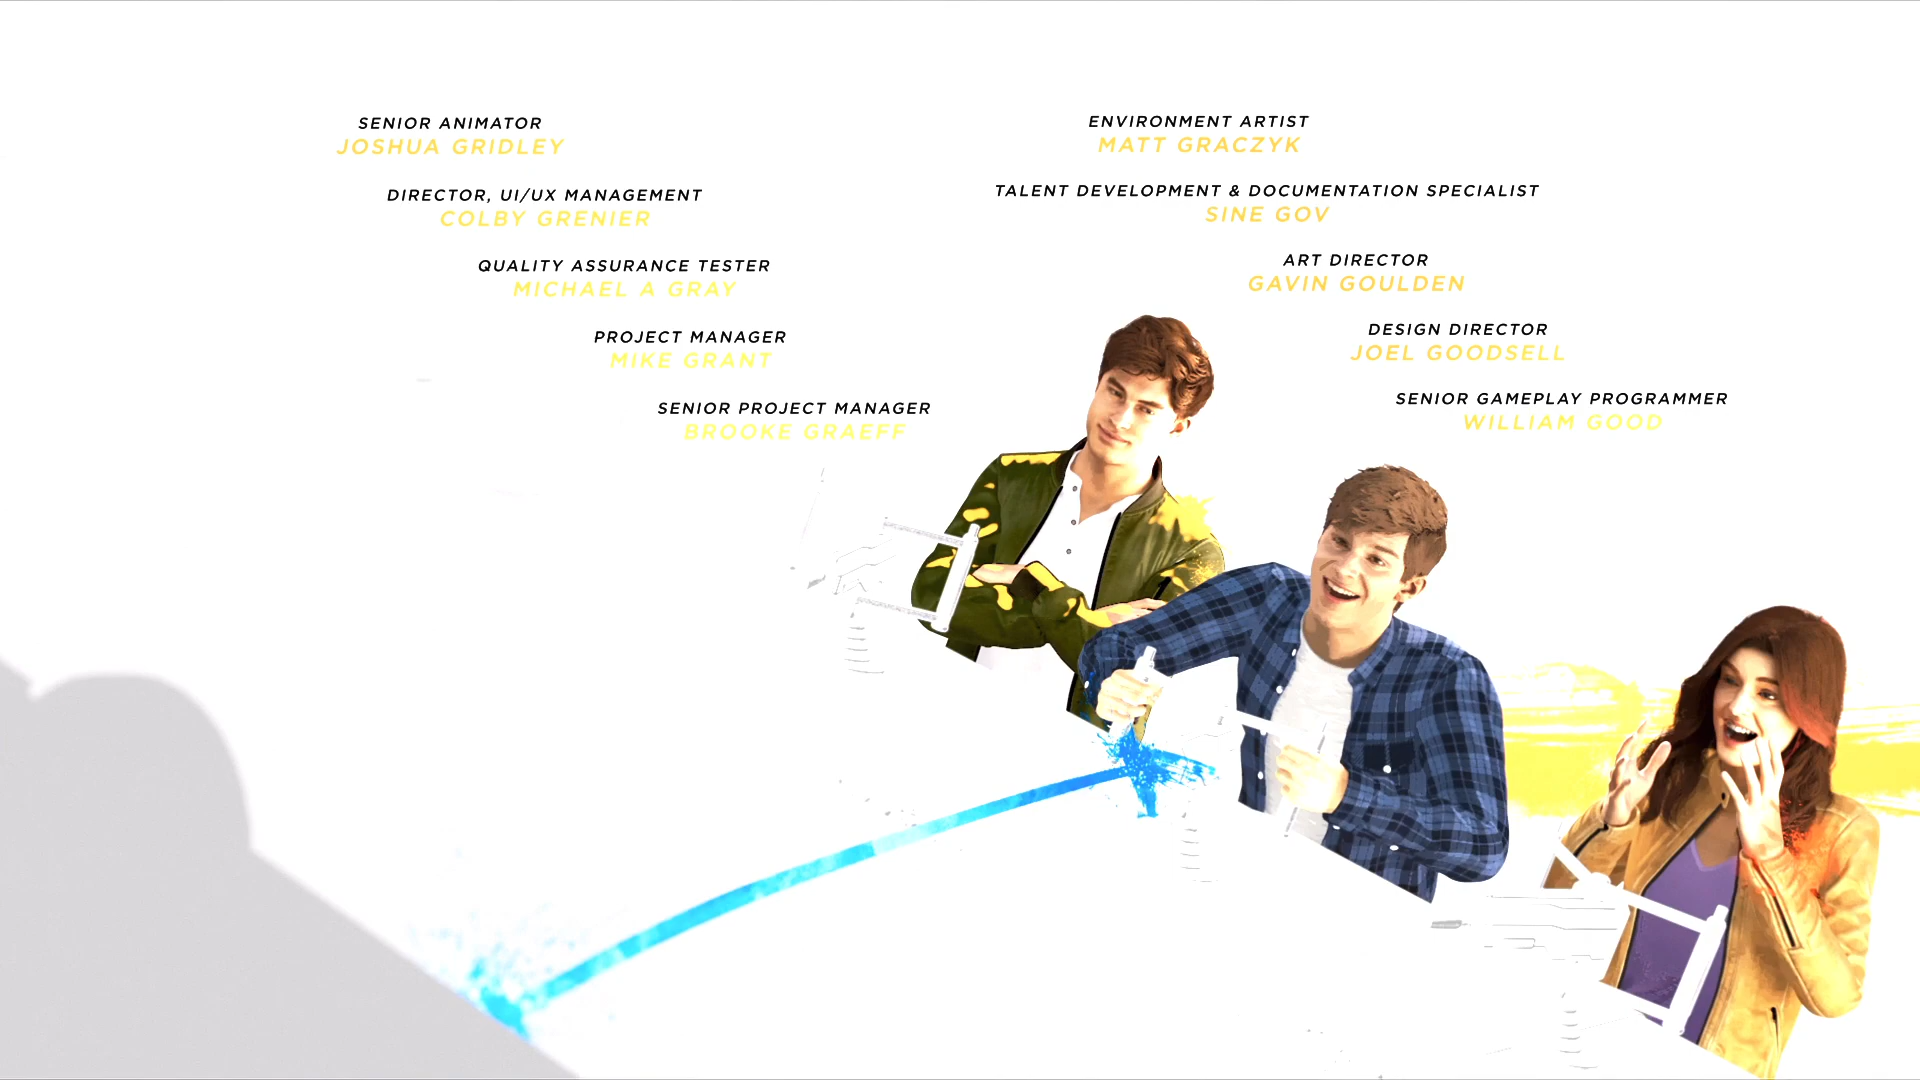 SENIOR ANIMATOR
JOSHUA GRIDLEY
DIRECTOR, UI/UX MANAGEMENT
COLBY GRENIER
QUALITY ASSURANCE TESTER
MICHAEL A GRAY
PROJECT MANAGER
MIKE GRANT
SENIOR PROJECT MANAGER
BROOKE GRAEFF
ENVIRONMENT ARTIST
MATT GRACZYK
TALENT DEVELOPMENT & DOCUMENTATION SPECIALIST
SINE GOV
ART DIRECTOR
GAVIN GOULDEN
DESIGN DIRECTOR
JOEL GOODSELL
SENIOR GAMEPLAY PROGRAMMER
WILLIAM GOOD